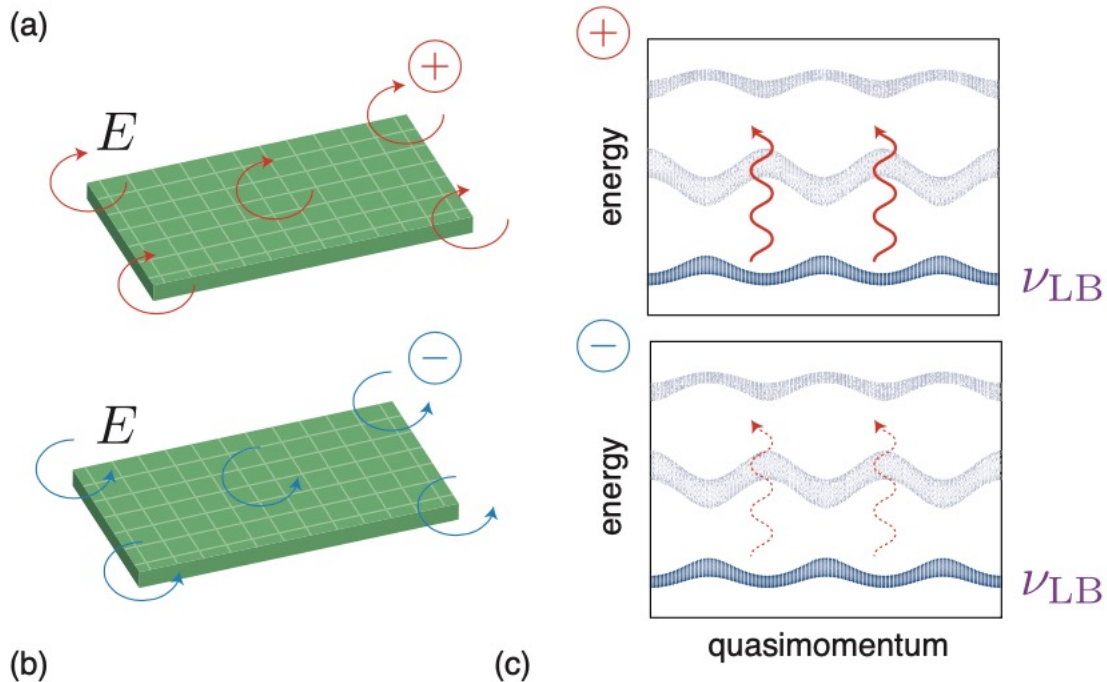 (a)
E
+
E
−
(b)
(c)
+
energy
ν_LB
−
energy
ν_LB
quasimomentum